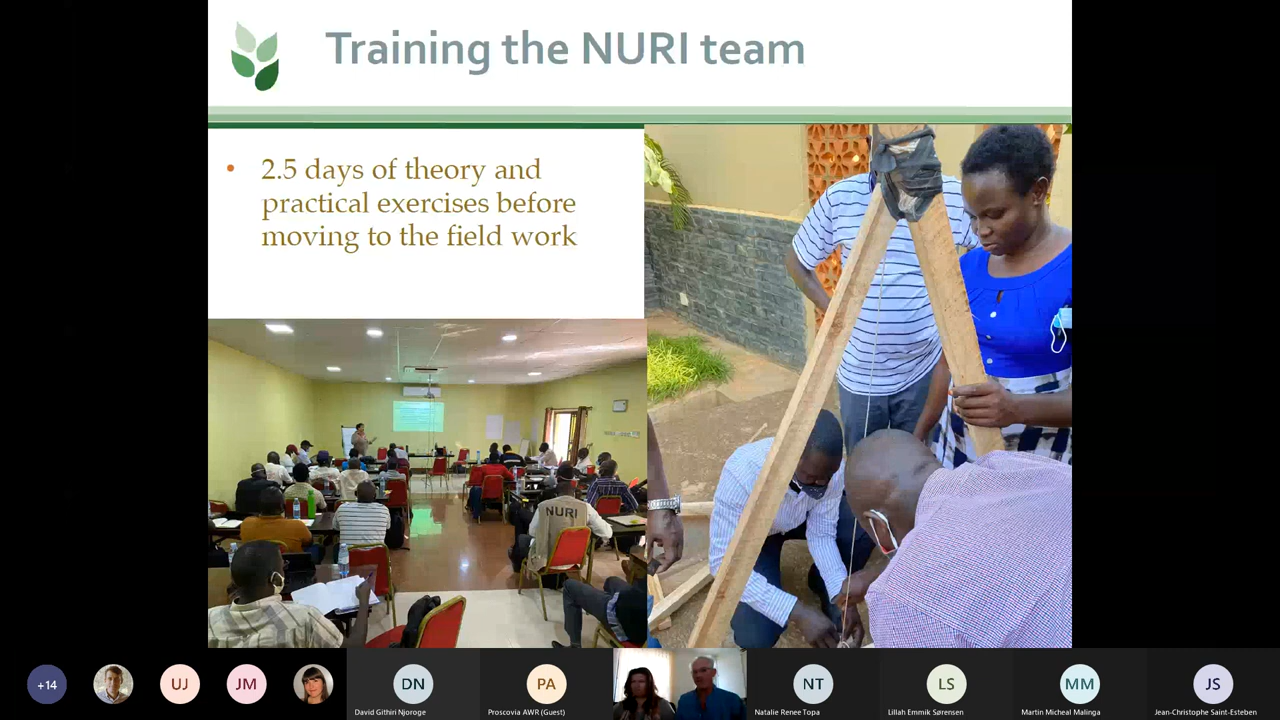 Training the NURI team
• 2.5 days of theory and
practical exercises before
moving to the field work
NURI
+14
UJ
JM
DN
David Githiri Njoroge
PA
Proscovia AWR (Guest)
NT
Natalie Renee Topa
LS
Lillah Emmik Sørensen
MM
Martin Micheal Malinga
JS
Jean-Christophe Saint-Esteben